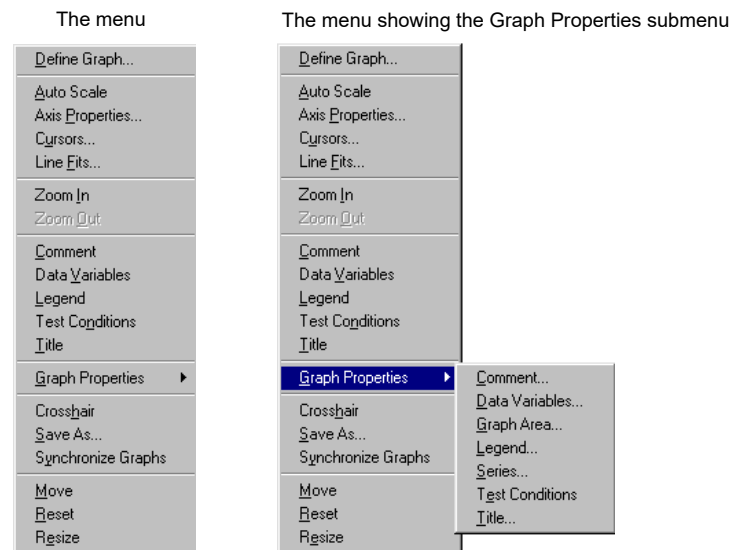 The menu
Define Graph...
Auto Scale
Axis Properties...
Cursors...
Line Fits...
Zoom In
Zoom Out
Comment
Data Variables
Legend
Test Conditions
Title
Graph Properties
Crosshair
Save As...
Synchronize Graphs
Move
Reset
Resize
The menu showing the Graph Properties submenu
Define Graph...
Auto Scale
Axis Properties...
Cursors...
Line Fits...
Zoom In
Zoom Out
Comment
Data Variables
Legend
Test Conditions
Title
Graph Properties
Crosshair
Save As...
Synchronize Graphs
Move
Reset
Resize
Comment...
Data Variables...
Graph Area...
Legend...
Series...
Test Conditions
Title...